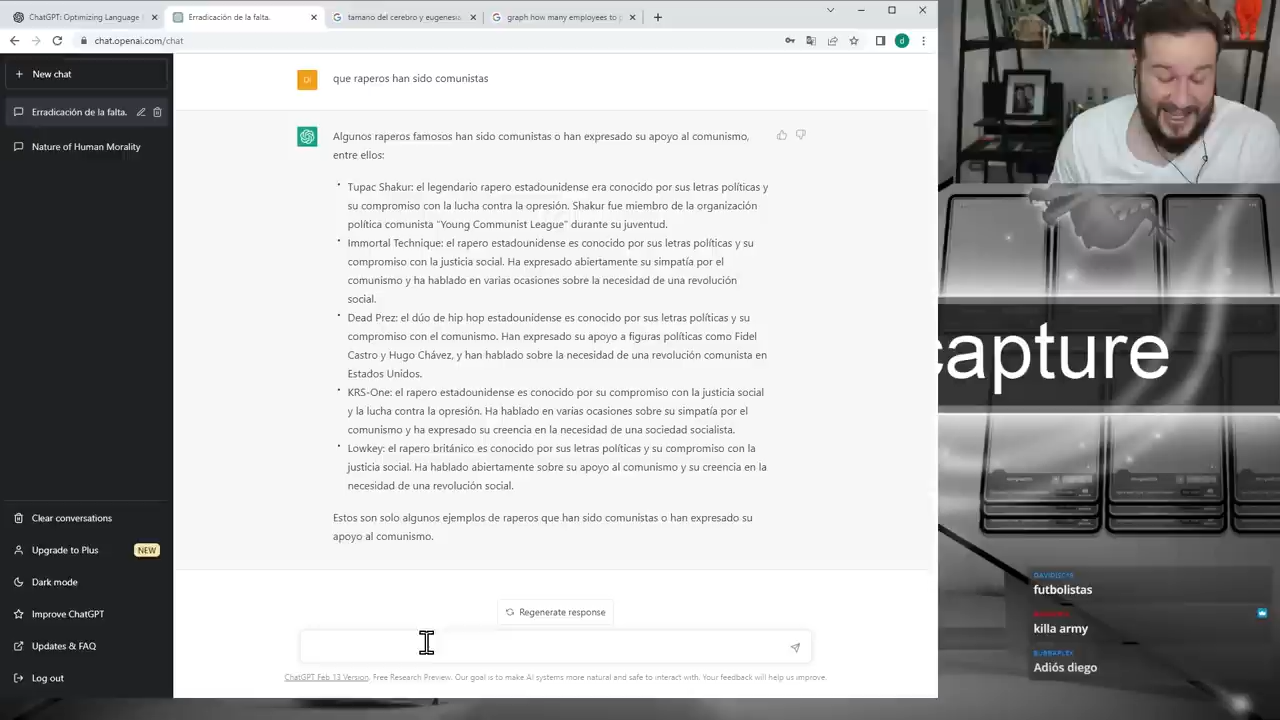 ChatGPT: Optimizing Language
Erradicación de la falta.
tamano del cerebro y eugenesia
graph how many employees to p
chat.openai.com/chat
New chat
Erradicación de la falta.
Nature of Human Morality
Clear conversations
Upgrade to Plus
NEW
Dark mode
Improve ChatGPT
Updates & FAQ
Log out
DI
que raperos han sido comunistas
Algunos raperos famosos han sido comunistas o han expresado su apoyo al comunismo,
entre ellos:
• Tupac Shakur: el legendario rapero estadounidense era conocido por sus letras políticas y
su compromiso con la lucha contra la opresión. Shakur fue miembro de la organización
política comunista "Young Communist League" durante su juventud.
• Immortal Technique: el rapero estadounidense es conocido por sus letras políticas y su
compromiso con la justicia social. Ha expresado abiertamente su simpatía por el
comunismo y ha hablado en varias ocasiones sobre la necesidad de una revolución
social.
• Dead Prez: el dúo de hip hop estadounidense es conocido por sus letras políticas y su
compromiso con el comunismo. Han expresado su apoyo a figuras políticas como Fidel
Castro y Hugo Chávez, y han hablado sobre la necesidad de una revolución comunista en
Estados Unidos.
• KRS-One: el rapero estadounidense es conocido por su compromiso con la justicia social
y la lucha contra la opresión. Ha hablado en varias ocasiones sobre su simpatía por el
comunismo y ha expresado su creencia en la necesidad de una sociedad socialista.
• Lowkey: el rapero británico es conocido por sus letras políticas y su compromiso con la
justicia social. Ha hablado abiertamente sobre su apoyo al comunismo y su creencia en la
necesidad de una revolución social.
Estos son solo algunos ejemplos de raperos que han sido comunistas o han expresado su
apoyo al comunismo.
Regenerate response
ChatGPT Feb 13 Version. Free Research Preview. Our goal is to make AI systems more natural and safe to interact with. Your feedback will help us improve.
capture
futbolistas
killa army
Adiós diego